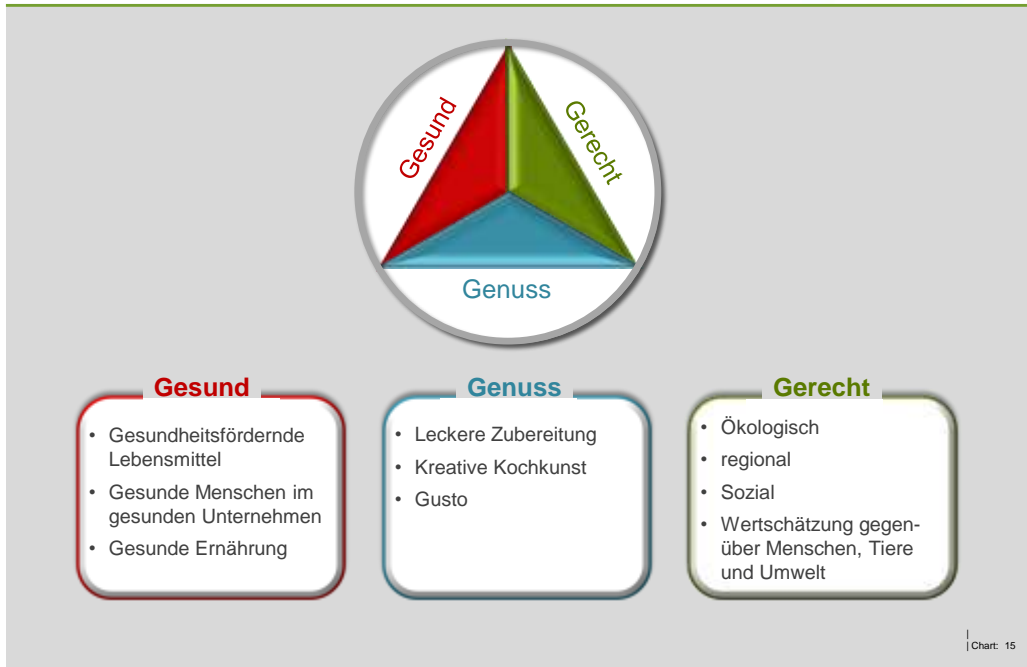 Gesund
Gerecht
Genuss
Gesund
• Gesundheitsfördernde
Lebensmittel
• Gesunde Menschen im
gesunden Unternehmen
• Gesunde Ernährung
Genuss
• Leckere Zubereitung
• Kreative Kochkunst
• Gusto
Gerecht
• Ökologisch
• regional
• Sozial
• Wertschätzung gegen-
über Menschen, Tiere
und Umwelt
|
| Chart: 15